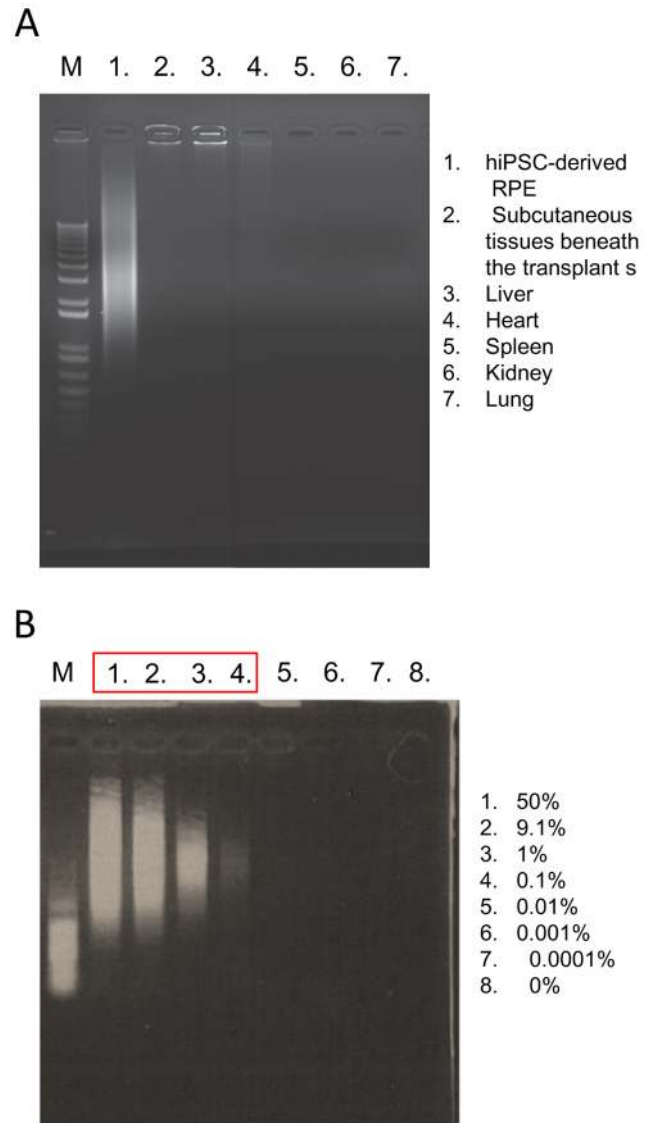 A
M 1. 2. 3. 4. 5. 6. 7.
1. hiPSC-derived
RPE
2. Subcutaneous
tissues beneath
the transplant s
3. Liver
4. Heart
5. Spleen
6. Kidney
7. Lung
B
M 1. 2. 3. 4. 5. 6. 7. 8.
1. 50%
2. 9.1%
3. 1%
4. 0.1%
5. 0.01%
6. 0.001%
7. 0.0001%
8. 0%